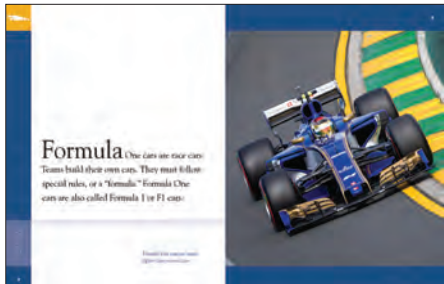 Formula One cars are race cars.
Teams build their own cars. They must follow
special rules, or a “formula.” Formula One
cars are also called Formula 1 or F1 cars.